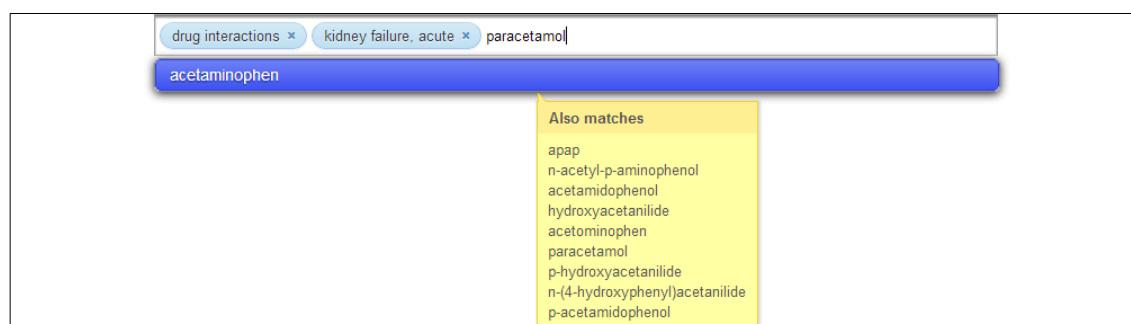 drug interactions × kidney failure, acute × paracetamol
acetaminophen
Also matches
apap
n-acetyl-p-aminophenol
acetamidophenol
hydroxyacetanilide
acetominophen
paracetamol
p-hydroxyacetanilide
n-(4-hydroxyphenyl)acetanilide
p-acetamidophenol